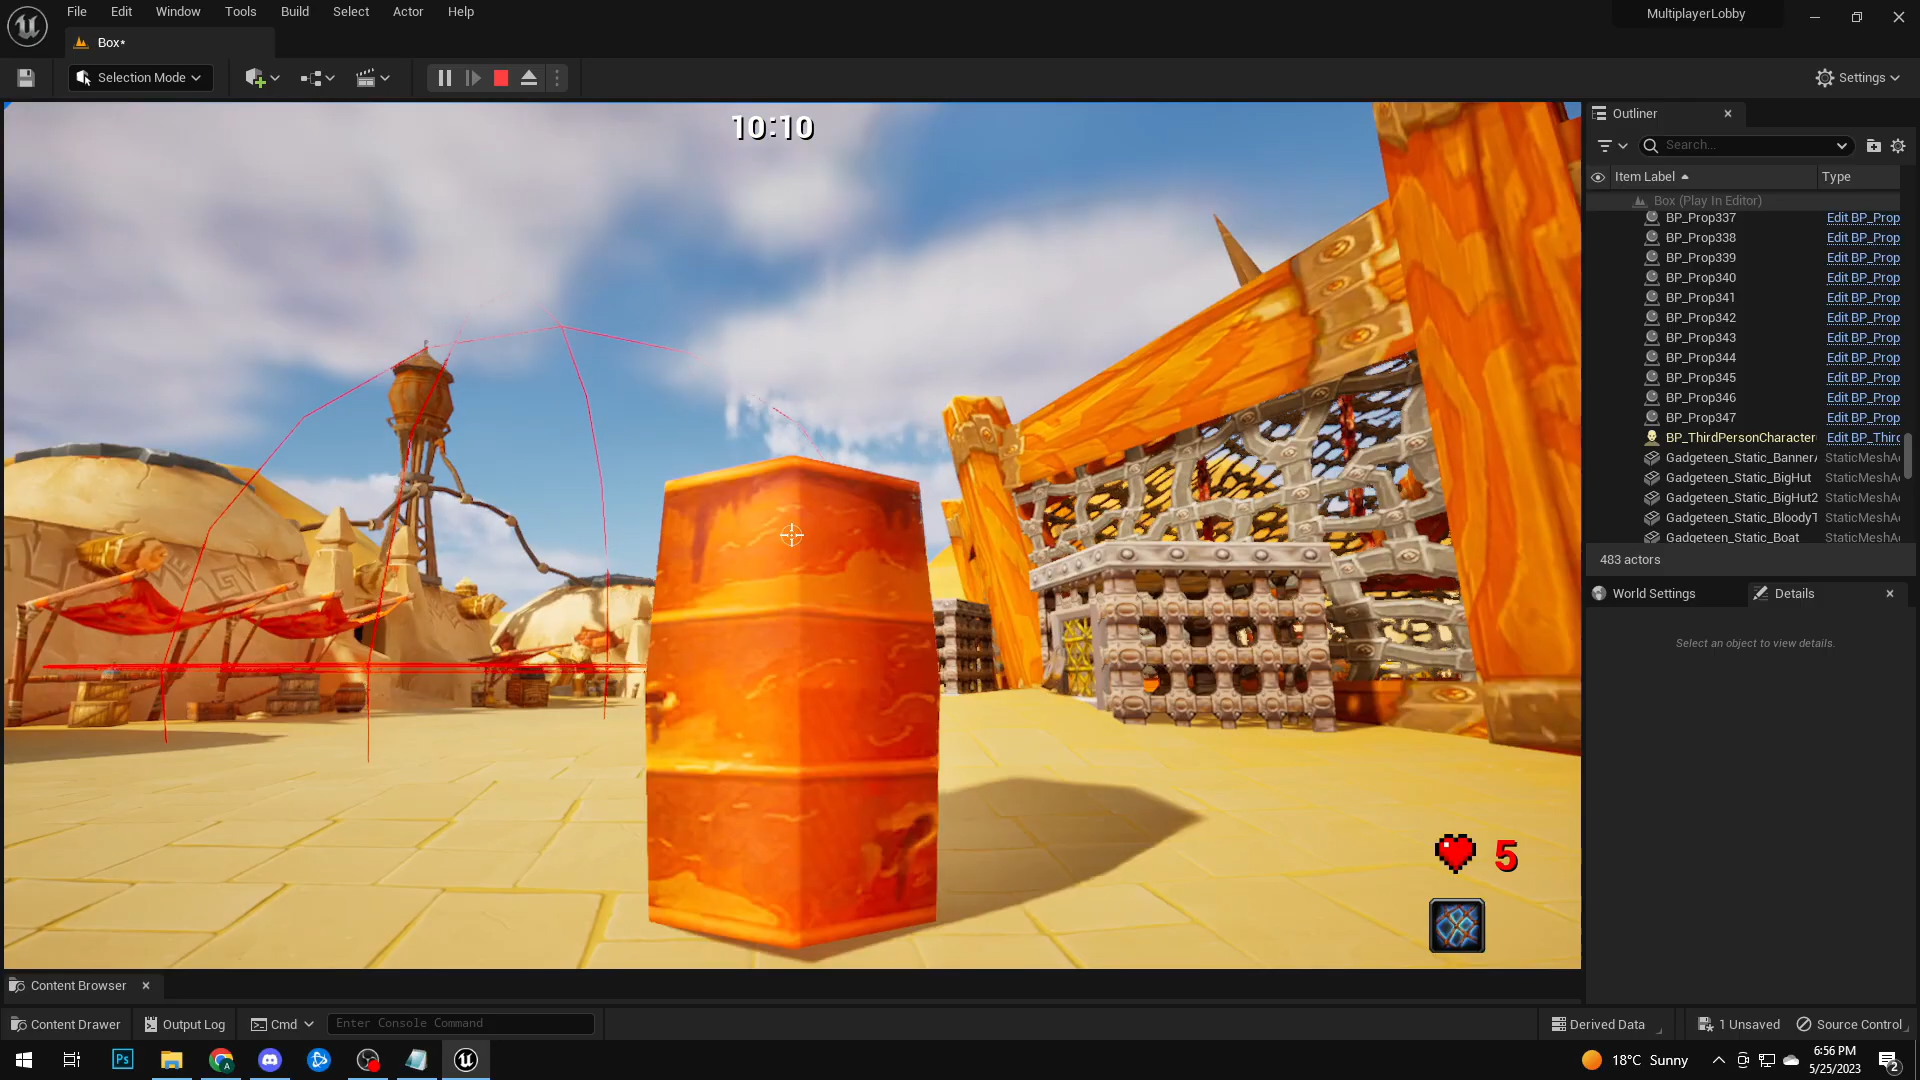 File Edit Window Tools Build Select Actor Help
MultiplayerLobby
Box*
Selection Mode
Settings
10:10
5
Outliner
Search...
Item Label Type
Box (Play In Editor)
BP_Prop337 Edit BP_Prop
BP_Prop338 Edit BP_Prop
BP_Prop339 Edit BP_Prop
BP_Prop340 Edit BP_Prop
BP_Prop341 Edit BP_Prop
BP_Prop342 Edit BP_Prop
BP_Prop343 Edit BP_Prop
BP_Prop344 Edit BP_Prop
BP_Prop345 Edit BP_Prop
BP_Prop346 Edit BP_Prop
BP_Prop347 Edit BP_Prop
BP_ThirdPersonCharacter Edit BP_Thirc
Gadgeteen_Static_Banner/ StaticMeshA
Gadgeteen_Static_BigHut StaticMeshA
Gadgeteen_Static_BigHut2 StaticMeshA
Gadgeteen_Static_BloodyT StaticMeshA
Gadgeteen_Static_Boat StaticMeshA
483 actors
World Settings Details
Select an object to view details.
Content Browser
Content Drawer Output Log Cmd Enter Console Command
Derived Data 1 Unsaved Source Control
Ps
18°C Sunny
6:56 PM
5/25/2023
2